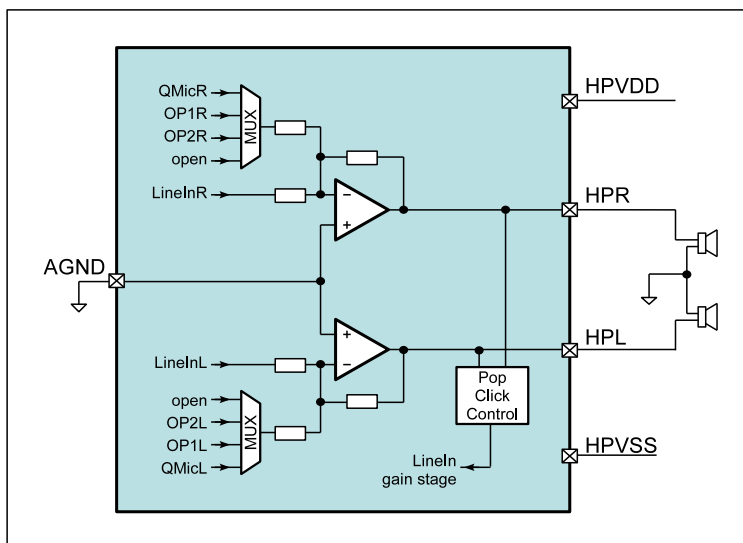 QMicR
OP1R
OP2R
open
MUX
LineInR
HPVDD
HPR
AGND
HPL
LineInL
open
OP2L
OP1L
QMicL
MUX
Pop
Click
Control
LineIn
gain stage
HPVSS